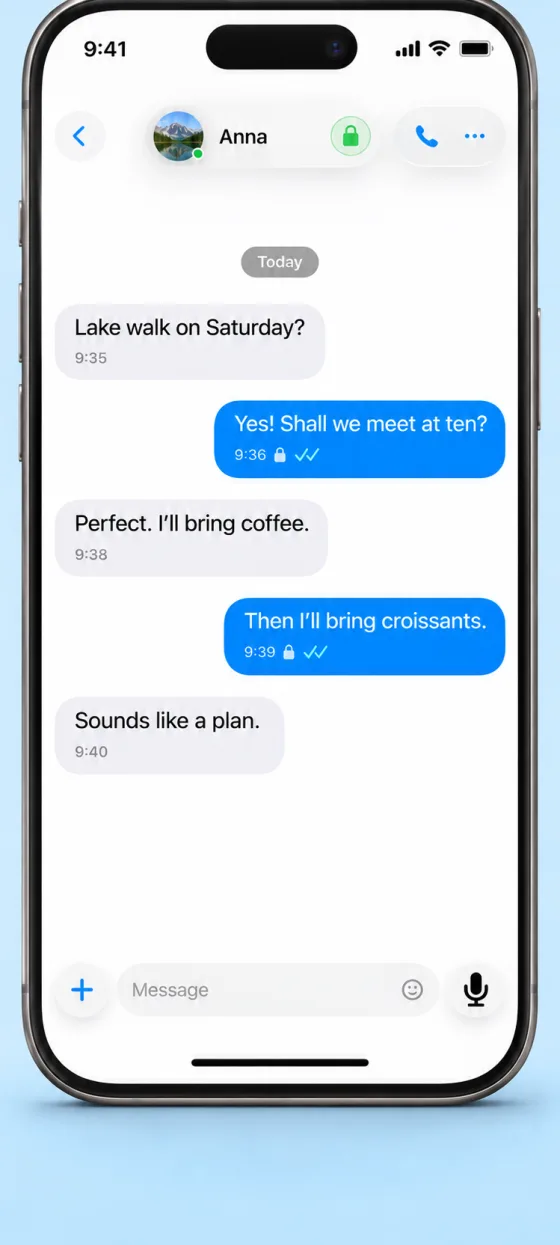 9:41
Anna
Today
Lake walk on Saturday?
9:35
Yes! Shall we meet at ten?
9:36
Perfect. I’ll bring coffee.
9:38
Then I’ll bring croissants.
9:39
Sounds like a plan.
9:40
Message